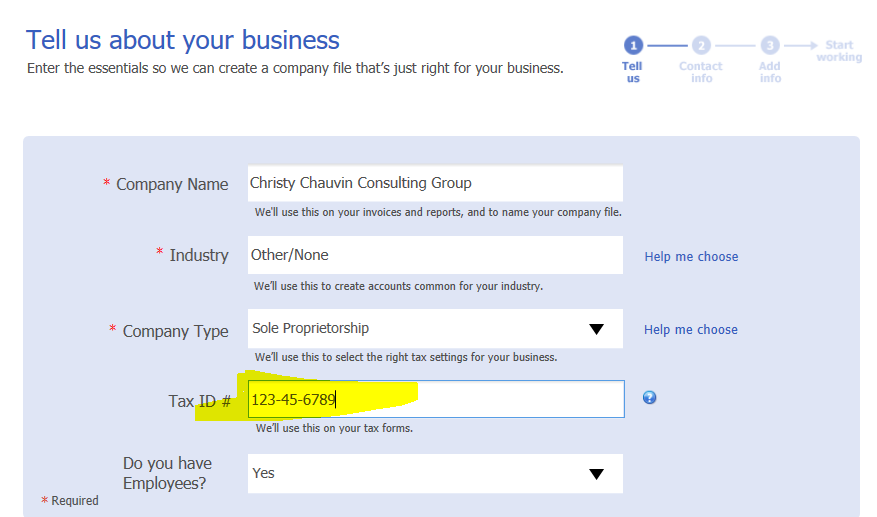 Tell us about your business
Enter the essentials so we can create a company file that's just right for your business.
1 2 3 Start working
Tell us
Contact info
Add info
* Company Name Christy Chauvin Consulting Group
We'll use this on your invoices and reports, and to name your company file.
* Industry Other/None Help me choose
We'll use this to create accounts common for your industry.
* Company Type Sole Proprietorship Help me choose
We'll use this to select the right tax settings for your business.
Tax ID # 123-45-6789 ?
We'll use this on your tax forms.
Do you have
Employees? Yes
* Required